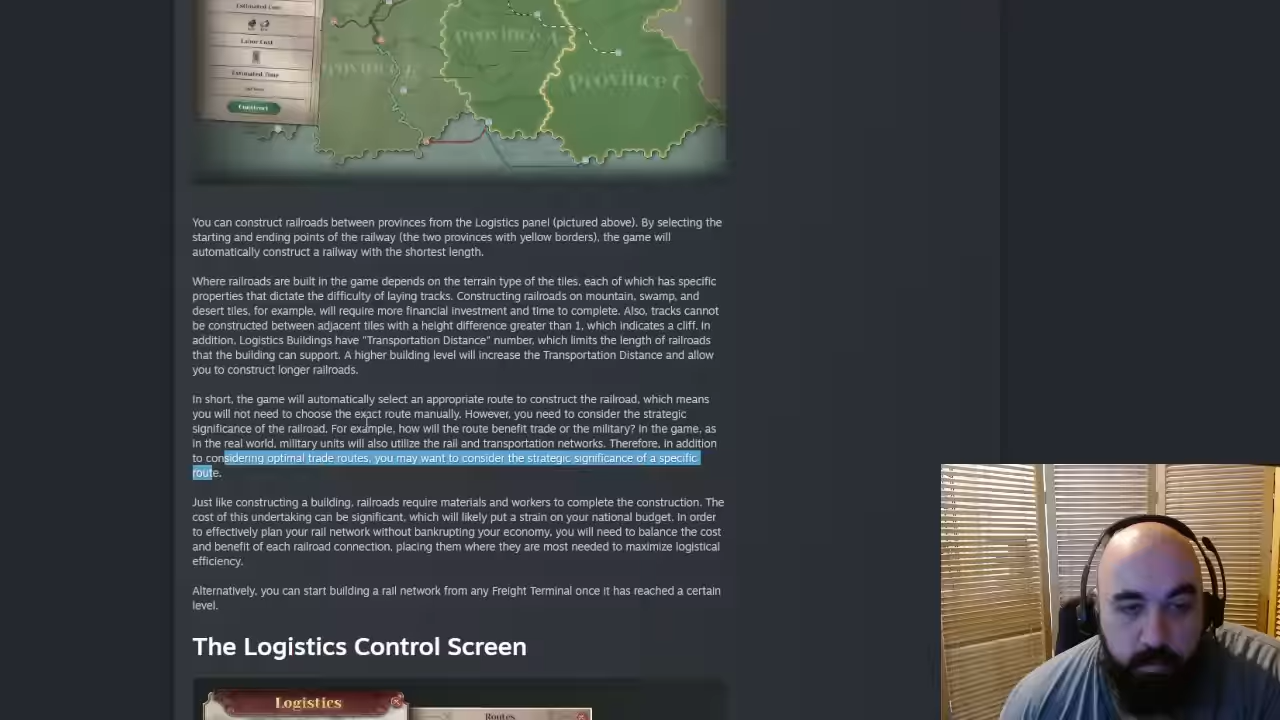 Estimated Cost
Labor Cost
Estimated Time
Construct
Province A
Province C
You can construct railroads between provinces from the Logistics panel (pictured above). By selecting the
starting and ending points of the railway (the two provinces with yellow borders), the game will
automatically construct a railway with the shortest length.
Where railroads are built in the game depends on the terrain type of the tiles, each of which has specific
properties that dictate the difficulty of laying tracks. Constructing railroads on mountain, swamp, and
desert tiles, for example, will require more financial investment and time to complete. Also, tracks cannot
be constructed between adjacent tiles with a height difference greater than 1, which indicates a cliff. In
addition, Logistics Buildings have "Transportation Distance" number, which limits the length of railroads
that the building can support. A higher building level will increase the Transportation Distance and allow
you to construct longer railroads.
In short, the game will automatically select an appropriate route to construct the railroad, which means
you will not need to choose the exact route manually. However, you need to consider the strategic
significance of the railroad. For example, how will the route benefit trade or the military? In the game, as
in the real world, military units will also utilize the rail and transportation networks. Therefore, in addition
to considering optimal trade routes, you may want to consider the strategic significance of a specific
route.
Just like constructing a building, railroads require materials and workers to complete the construction. The
cost of this undertaking can be significant, which will likely put a strain on your national budget. In order
to effectively plan your rail network without bankrupting your economy, you will need to balance the cost
and benefit of each railroad connection, placing them where they are most needed to maximize logistical
efficiency.
Alternatively, you can start building a rail network from any Freight Terminal once it has reached a certain
level.
The Logistics Control Screen
Logistics
Routes